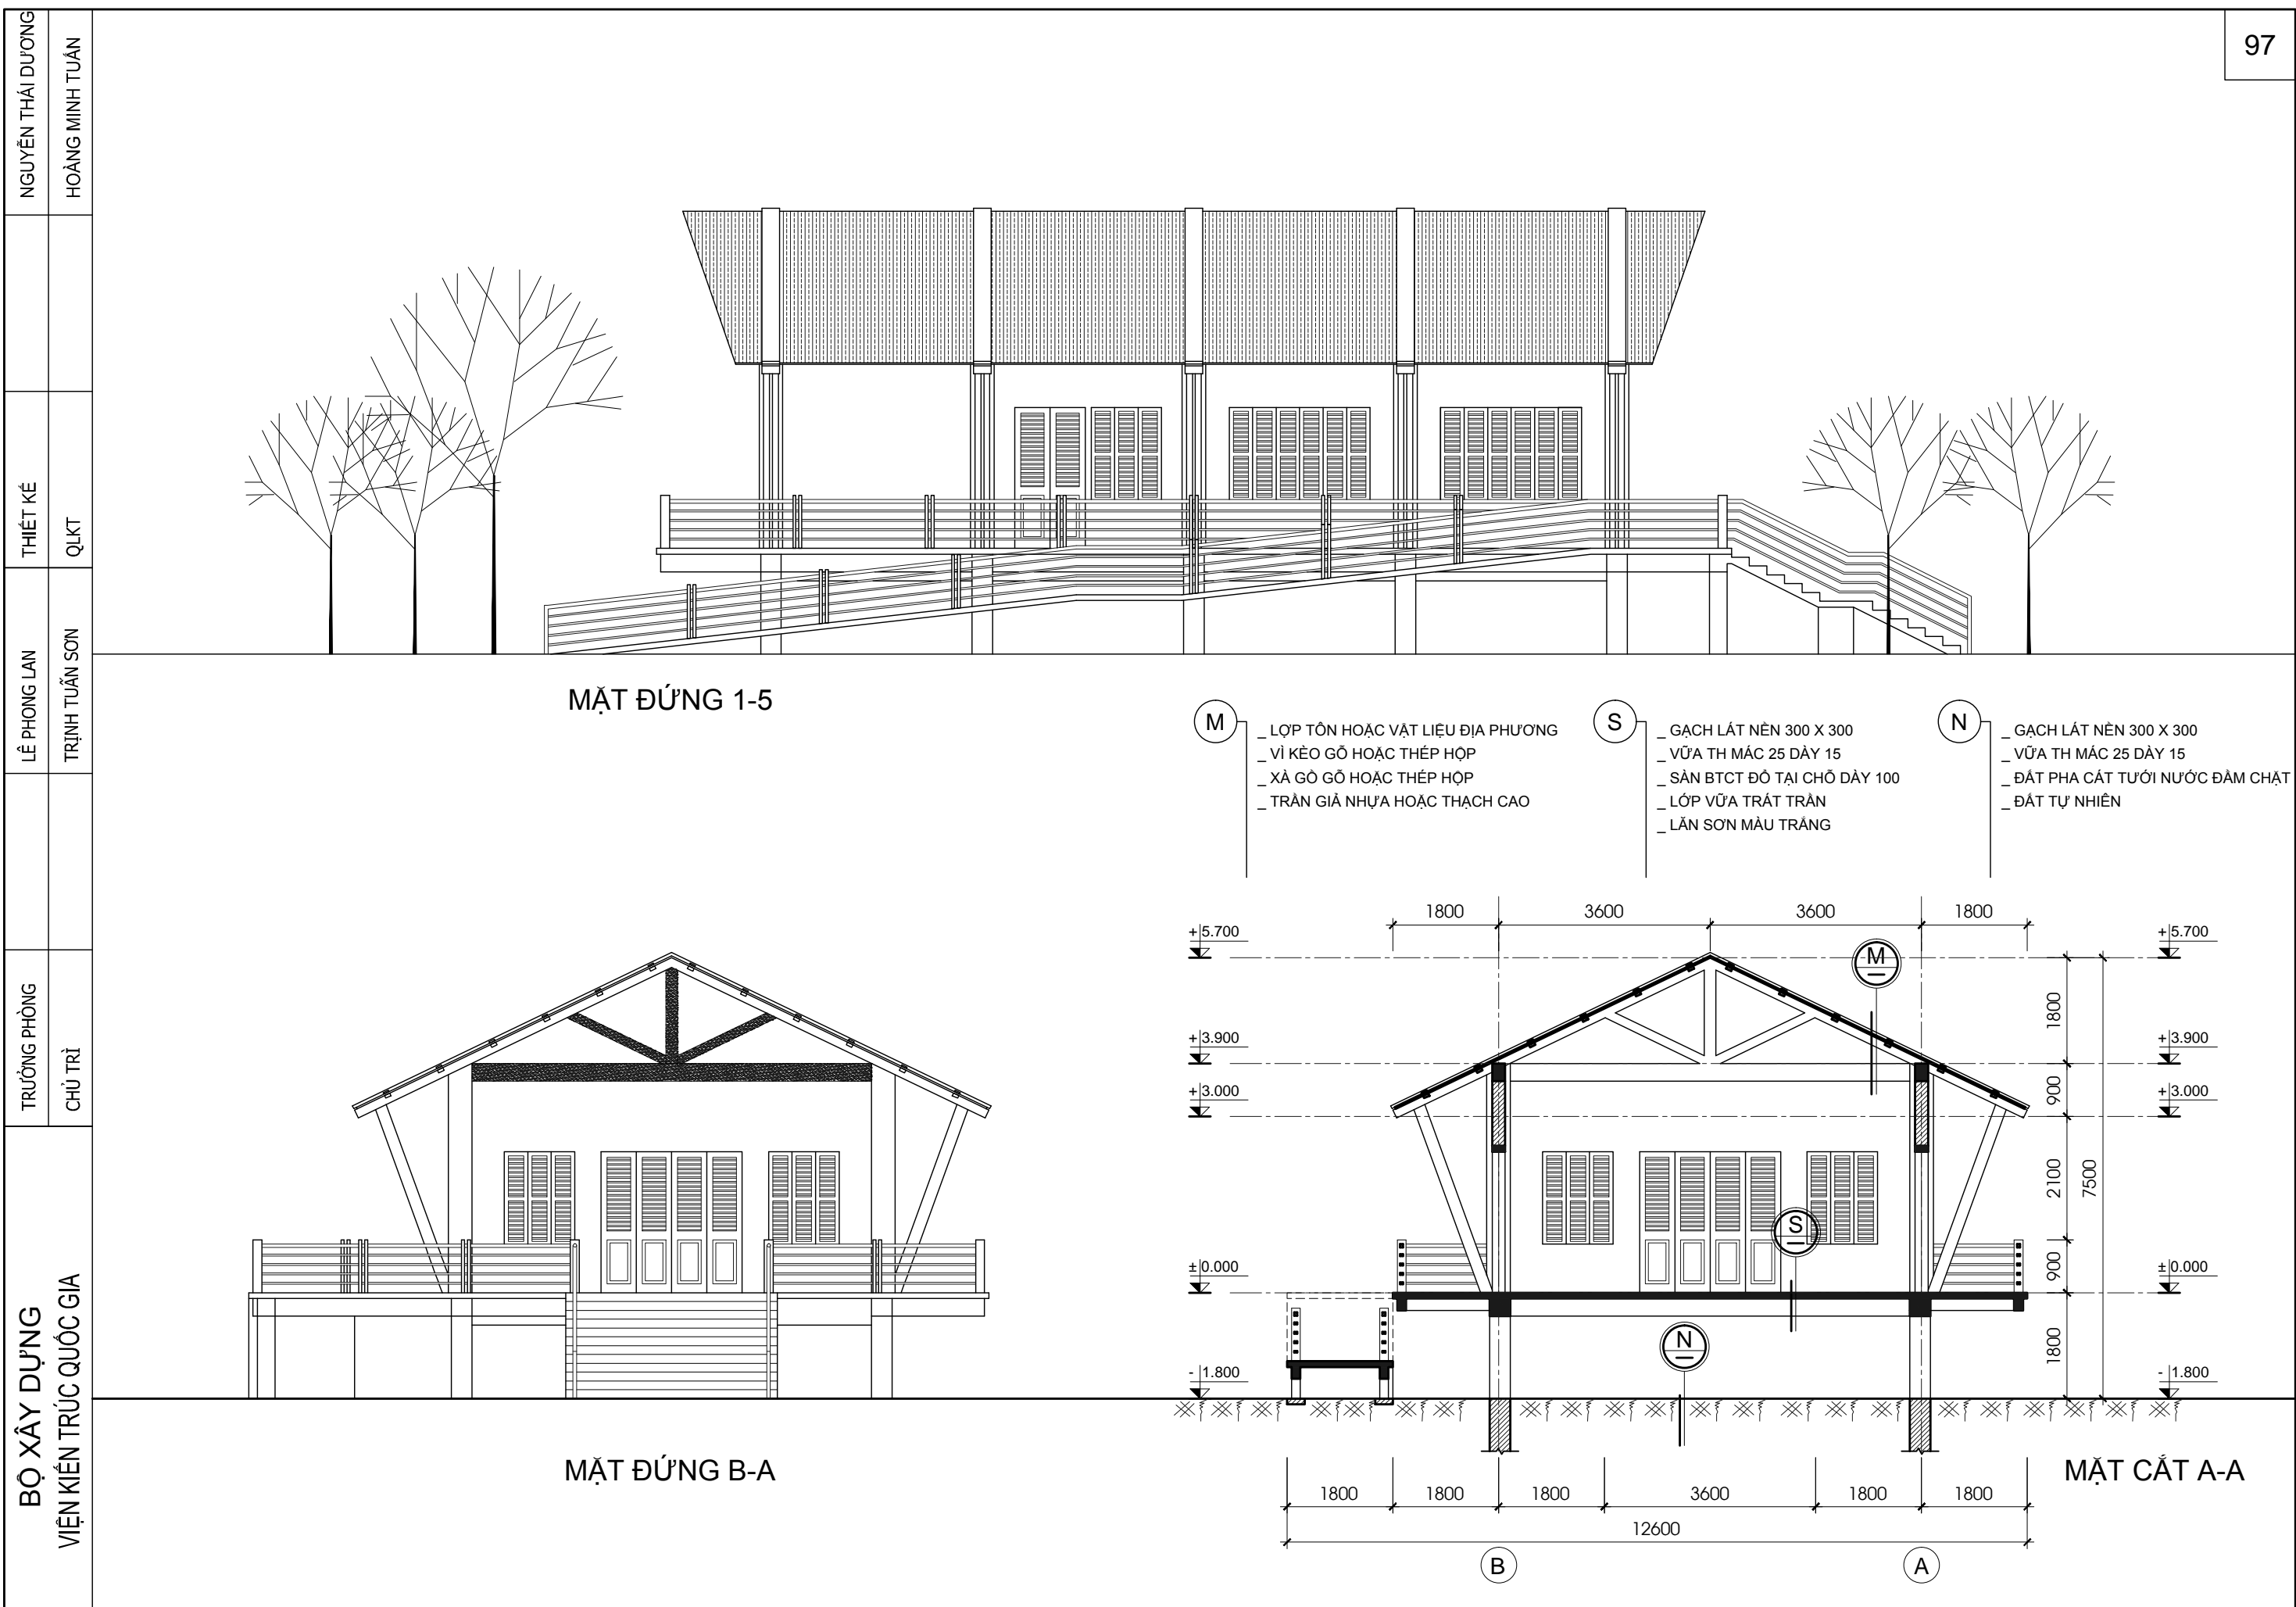 97
NGUYỄN THÁI DƯƠNG
HOÀNG MINH TUẤN
THIẾT KẾ
QLKT
LÊ PHONG LAN
TRỊNH TUẤN SƠN
TRƯỞNG PHÒNG
CHỦ TRÌ
BỘ XÂY DỰNG
VIỆN KIẾN TRÚC QUỐC GIA
MẶT ĐỨNG 1-5
M
_ LỢP TÔN HOẶC VẬT LIỆU ĐỊA PHƯƠNG
_ VÌ KÈO GỖ HOẶC THÉP HỘP
_ XÀ GỒ GỖ HOẶC THÉP HỘP
_ TRẦN GIẢ NHỰA HOẶC THẠCH CAO
S
_ GẠCH LÁT NỀN 300 X 300
_ VỮA TH MÁC 25 DÀY 15
_ SÀN BTCT ĐỔ TẠI CHỖ DÀY 100
_ LỚP VỮA TRÁT TRẦN
_ LĂN SƠN MÀU TRẮNG
N
_ GẠCH LÁT NỀN 300 X 300
_ VỮA TH MÁC 25 DÀY 15
_ ĐẤT PHA CÁT TƯỚI NƯỚC ĐẦM CHẶT
_ ĐẤT TỰ NHIÊN
MẶT ĐỨNG B-A
1800 3600 3600 1800
+5.700
+3.900
+3.000
±0.000
- 1.800
M
S
N
1800
900
2100
900
1800
7500
+5.700
+3.900
+3.000
±0.000
- 1.800
1800 1800 1800 3600 1800 1800
12600
B A
MẶT CẮT A-A